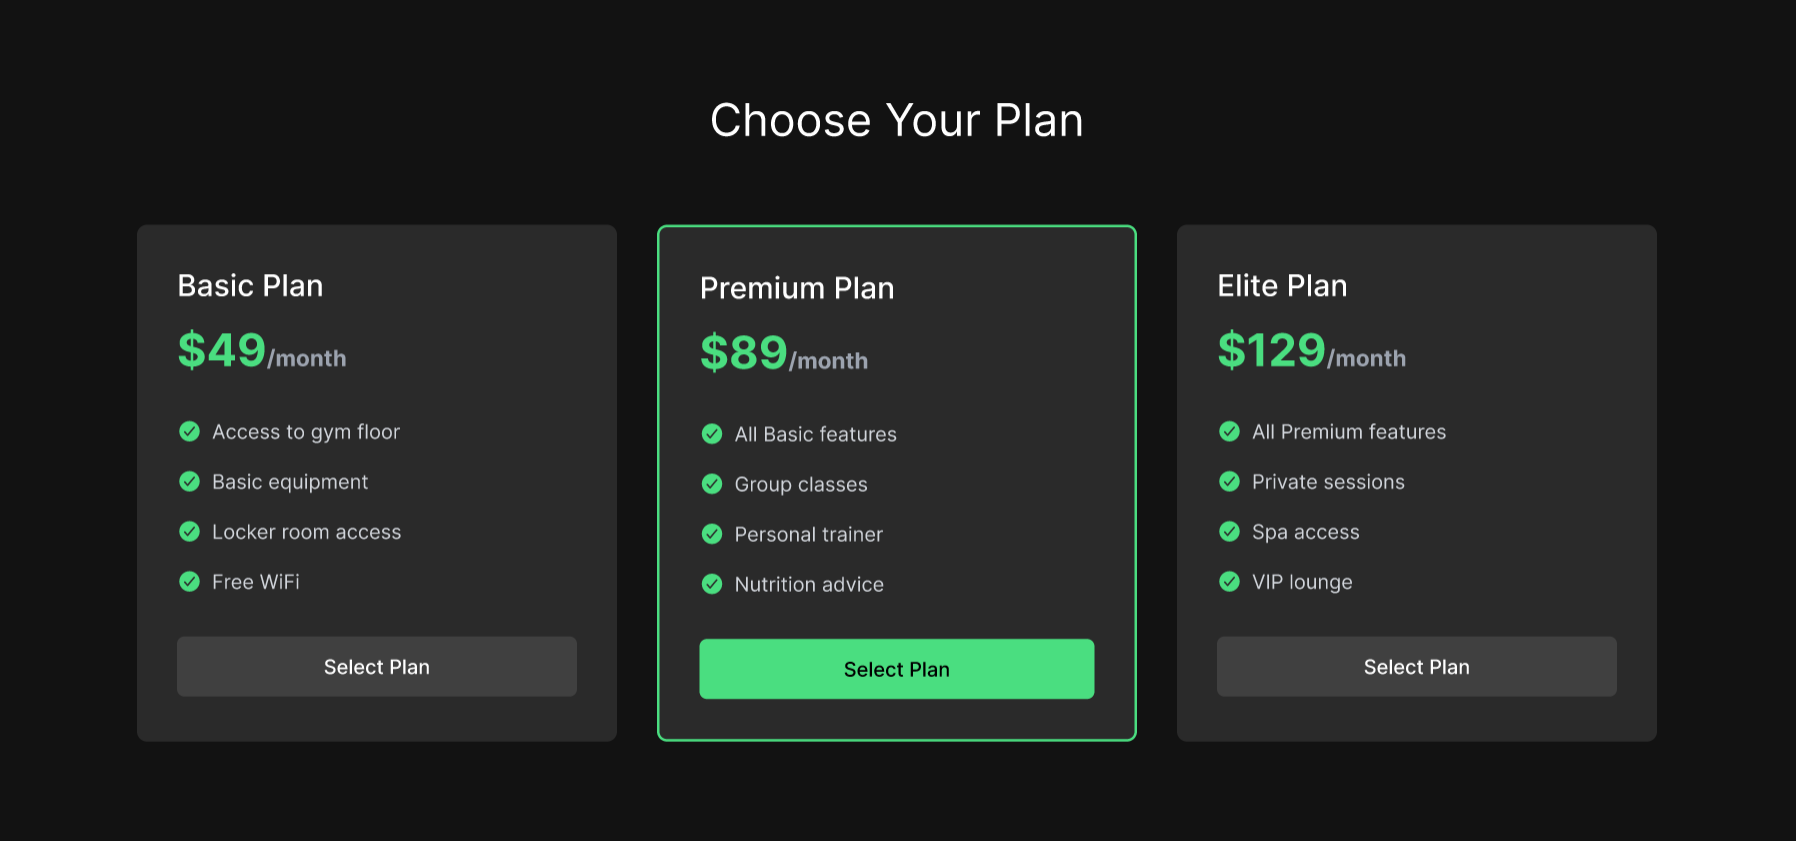 Choose Your Plan
Basic Plan
$49/month
Access to gym floor
Basic equipment
Locker room access
Free WiFi
Select Plan
Premium Plan
$89/month
All Basic features
Group classes
Personal trainer
Nutrition advice
Select Plan
Elite Plan
$129/month
All Premium features
Private sessions
Spa access
VIP lounge
Select Plan